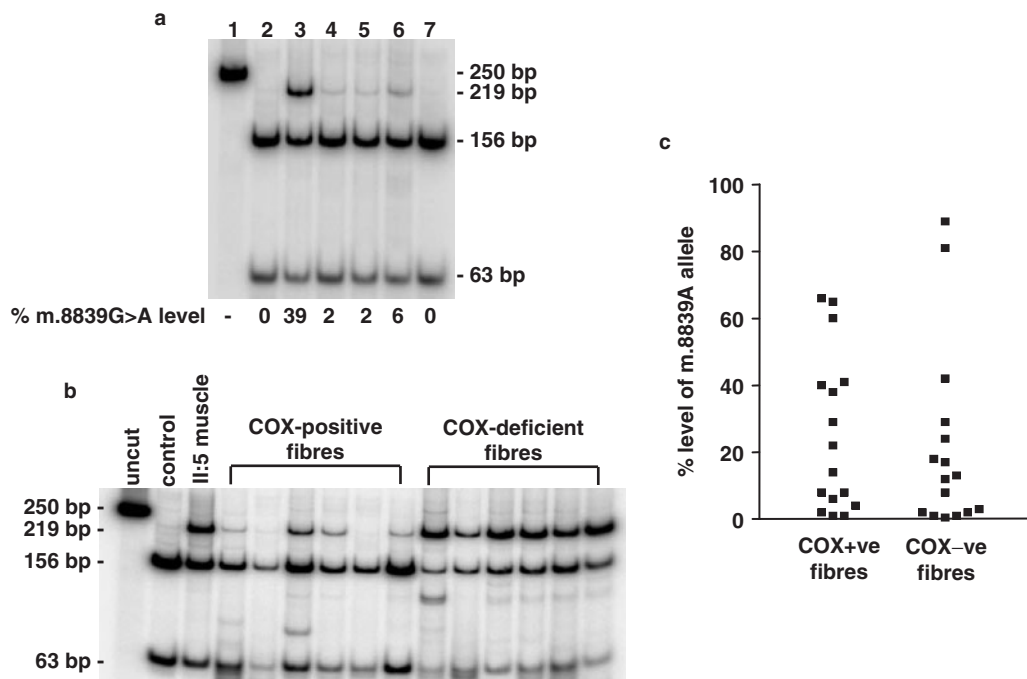 a
1 2 3 4 5 6 7
- 250 bp
- 219 bp
- 156 bp
- 63 bp
% m.8839G>A level - 0 39 2 2 6 0
b
uncut
control
II:5 muscle
COX-positive
fibres
COX-deficient
fibres
250 bp -
219 bp -
156 bp -
63 bp -
c
% level of m.8839A allele
100
80
60
40
20
0
COX+ve
fibres
COX–ve
fibres